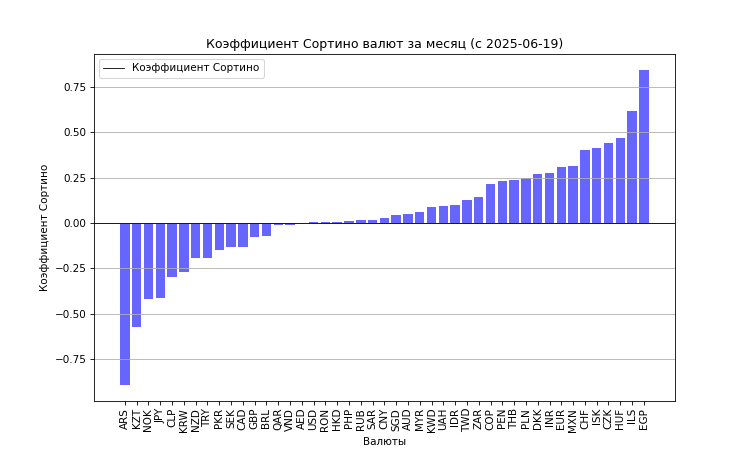 Коэффициент Сортино валют за месяц (с 2025-06-19)
Коэффициент Сортино
0.75
0.50
0.25
0.00
−0.25
−0.50
−0.75
Коэффициент Сортино
ARS KZT NOK JPY CLP KRW NZD TRY PKR SEK CAD GBP BRL QAR VND AED USD RON HKD PHP RUB SAR CNY SGD AUD MYR KWD UAH IDR TWD ZAR COP PEN THB PLN DKK INR EUR MXN CHF ISK CZK HUF ILS EGP
Валюты